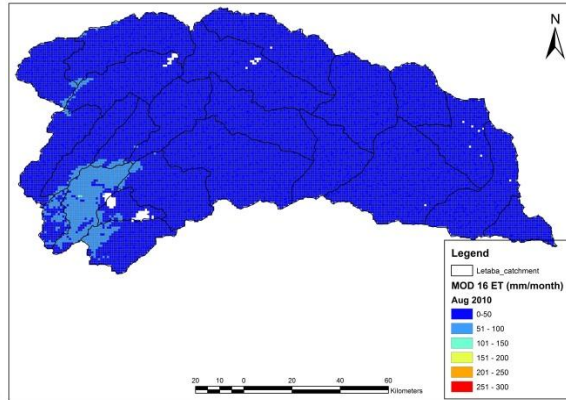 N
Legend
Letaba_catchment
MOD 16 ET (mm/month)
Aug 2010
0-50
51 - 100
101 - 150
151 - 200
201 - 250
251 - 300
20 10 0 20 40 60
Kilometers